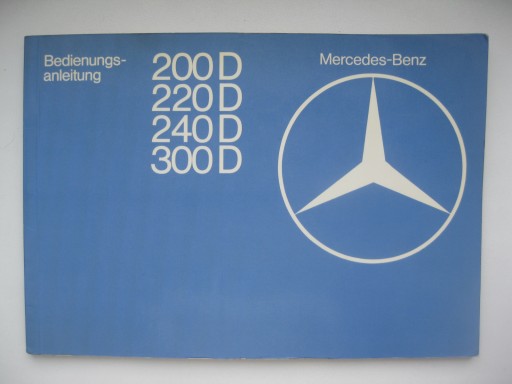 Bedienungs-
anleitung
200 D
220 D
240 D
300 D
Mercedes-Benz